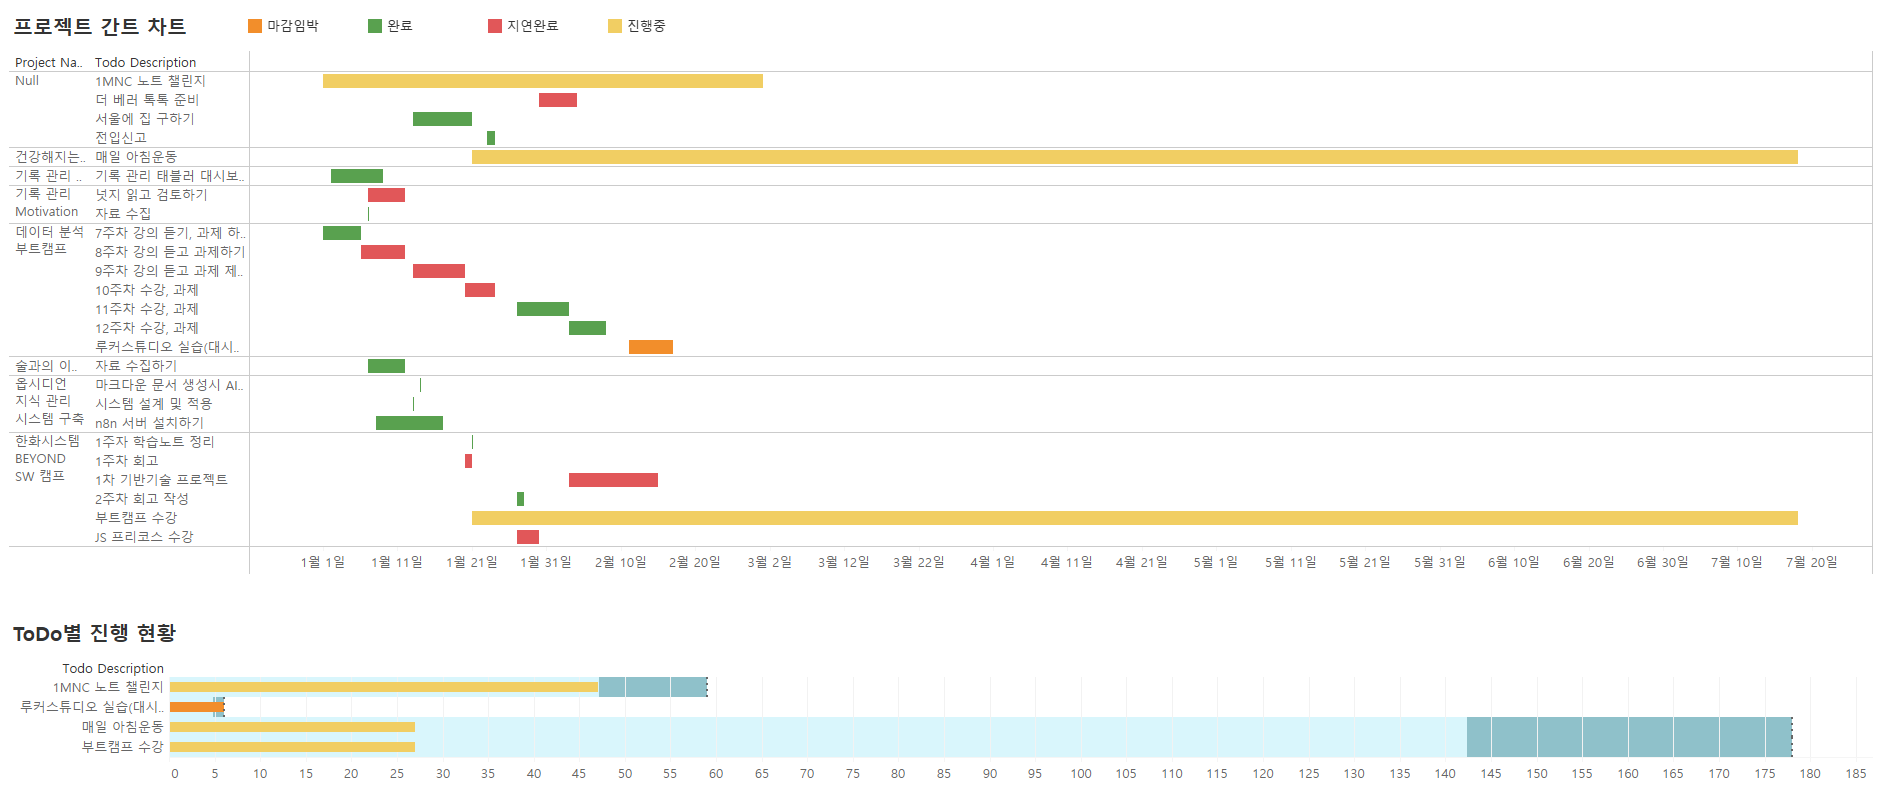 프로젝트 간트 차트
마감임박
완료
지연완료
진행중
Project Na..
Todo Description
Null
1MNC 노트 챌린지
더 베러 톡톡 준비
서울에 집 구하기
전입신고
건강해지는..
매일 아침운동
기록 관리 ..
기록 관리 태블러 대시보..
기록 관리
Motivation
넛지 읽고 검토하기
자료 수집
데이터 분석
부트캠프
7주차 강의 듣기, 과제 하..
8주차 강의 듣고 과제하기
9주차 강의 듣고 과제 제..
10주차 수강, 과제
11주차 수강, 과제
12주차 수강, 과제
루커스튜디오 실습(대시..
술과의 이..
자료 수집하기
옵시디언
지식 관리
시스템 구축
마크다운 문서 생성시 AI..
시스템 설계 및 적용
n8n 서버 설치하기
한화시스템
BEYOND
SW 캠프
1주자 학습노트 정리
1주차 회고
1차 기반기술 프로젝트
2주차 회고 작성
부트캠프 수강
JS 프리코스 수강
1월 1일 1월 11일 1월 21일 1월 31일 2월 10일 2월 20일 3월 2일 3월 12일 3월 22일 4월 1일 4월 11일 4월 21일 5월 1일 5월 11일 5월 21일 5월 31일 6월 10일 6월 20일 6월 30일 7월 10일 7월 20일
ToDo별 진행 현황
Todo Description
1MNC 노트 챌린지
루커스튜디오 실습(대시..
매일 아침운동
부트캠프 수강
0 5 10 15 20 25 30 35 40 45 50 55 60 65 70 75 80 85 90 95 100 105 110 115 120 125 130 135 140 145 150 155 160 165 170 175 180 185